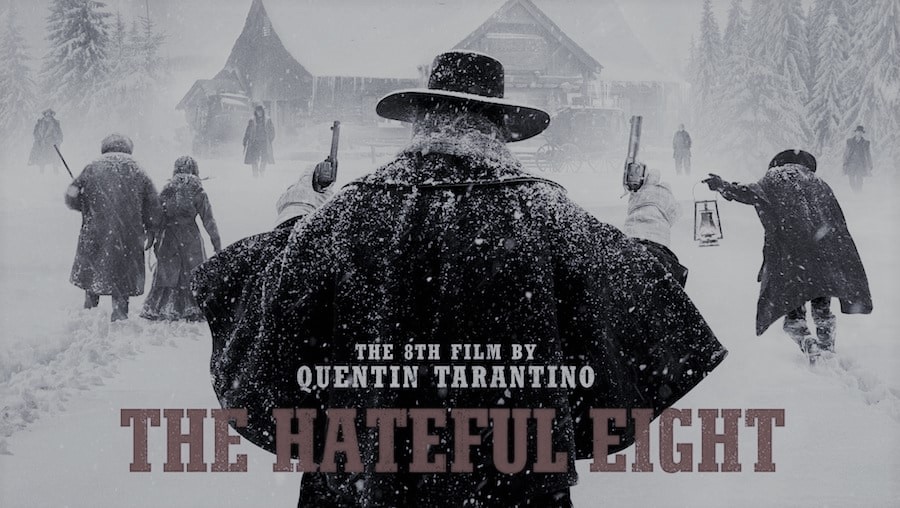 THE 8TH FILM BY
QUENTIN TARANTINO
THE HATEFUL EIGHT